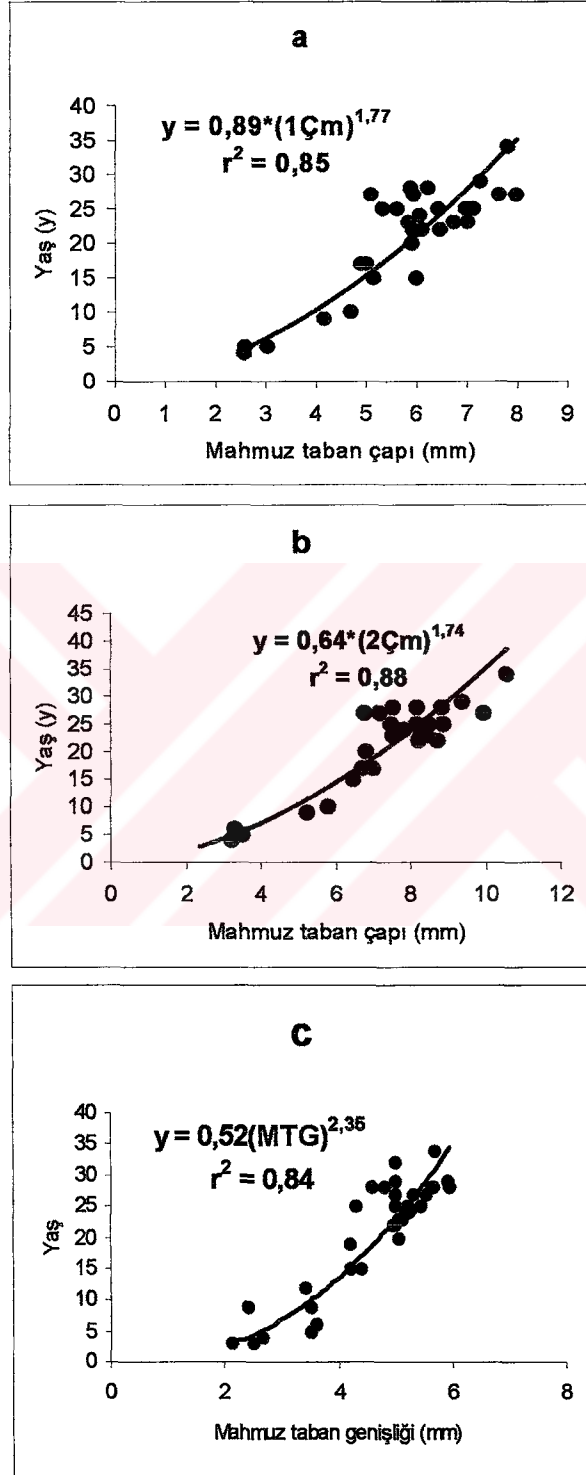 a
y = 0,89*(1Çm)^1,77
r² = 0,85
Yaş (y)
40
35
30
25
20
15
10
5
0
0 1 2 3 4 5 6 7 8 9
Mahmuz taban çapı (mm)
b
y = 0,64*(2Çm)^1,74
r² = 0,88
Yaş (y)
45
40
35
30
25
20
15
10
5
0
0 2 4 6 8 10 12
Mahmuz taban çapı (mm)
c
y = 0,52(MTG)^2,35
r² = 0,84
Yaş
40
35
30
25
20
15
10
5
0
0 2 4 6 8
Mahmuz taban genişliği (mm)